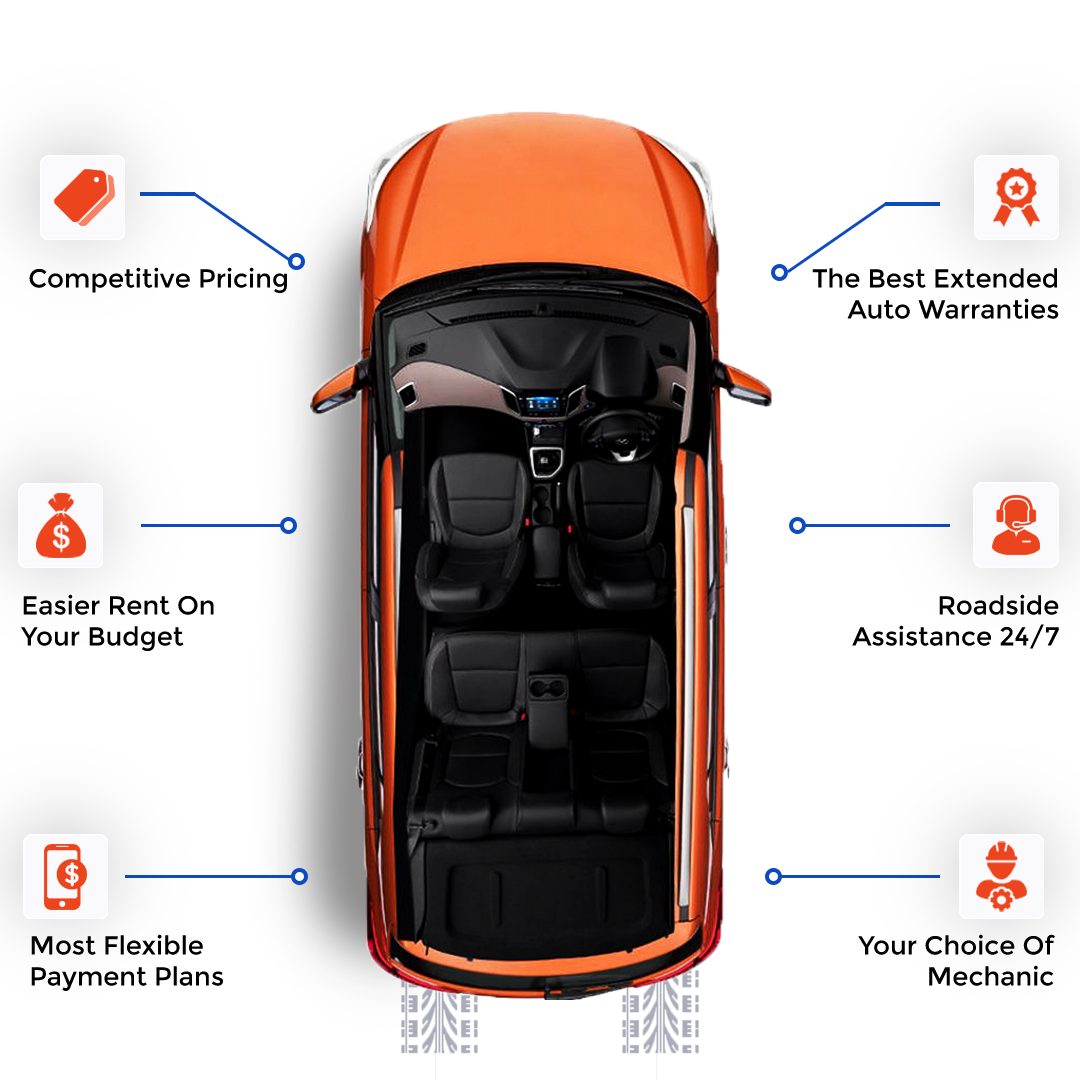 Competitive Pricing
The Best Extended
Auto Warranties
$
Easier Rent On
Your Budget
Roadside
Assistance 24/7
$
Most Flexible
Payment Plans
Your Choice Of
Mechanic